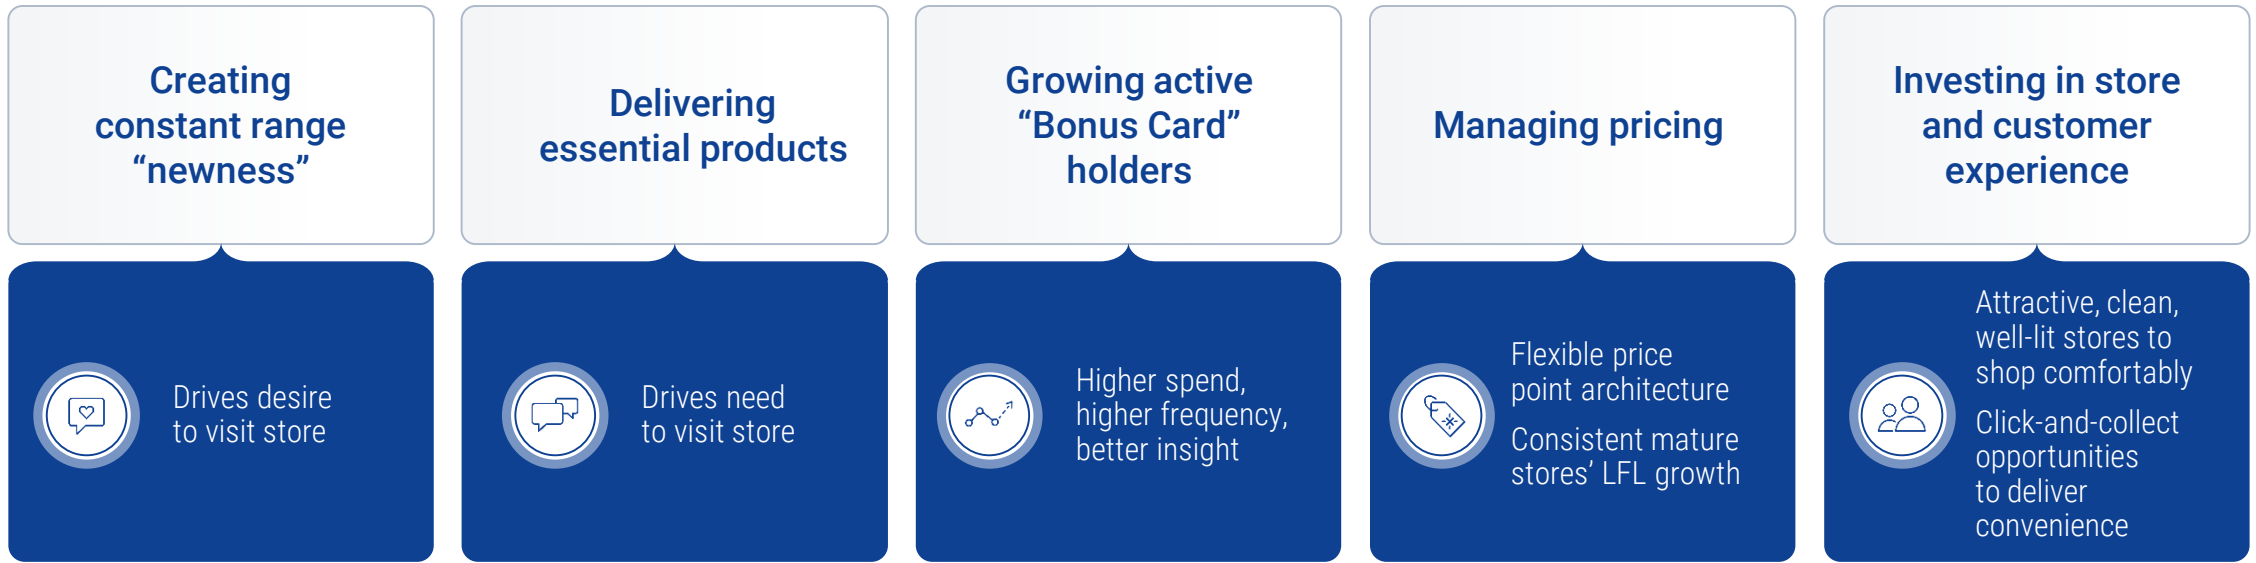 Creating
constant range
“newness”
Drives desire
to visit store
Delivering
essential products
Drives need
to visit store
Growing active
“Bonus Card”
holders
Higher spend,
higher frequency,
better insight
Managing pricing
Flexible price
point architecture
Consistent mature
stores’ LFL growth
Investing in store
and customer
experience
Attractive, clean,
well-lit stores to
shop comfortably
Click-and-collect
opportunities
to deliver
convenience